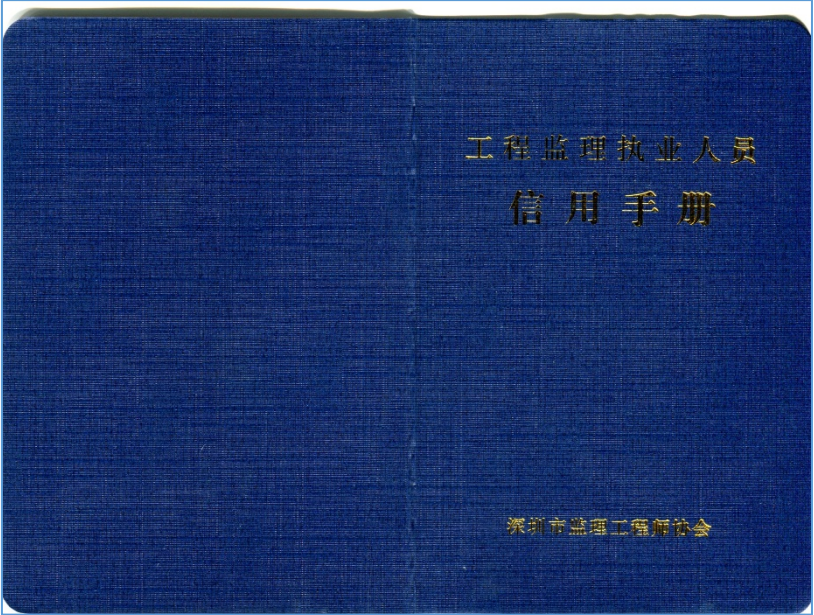 工程监理执业人员
信用手册
深圳市监理工程师协会